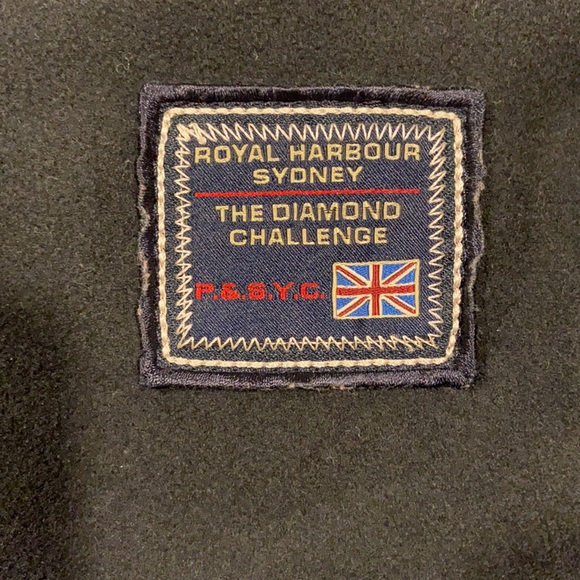 ROYAL HARBOUR
SYDNEY
THE DIAMOND
CHALLENGE
P.&.S.Y.C.